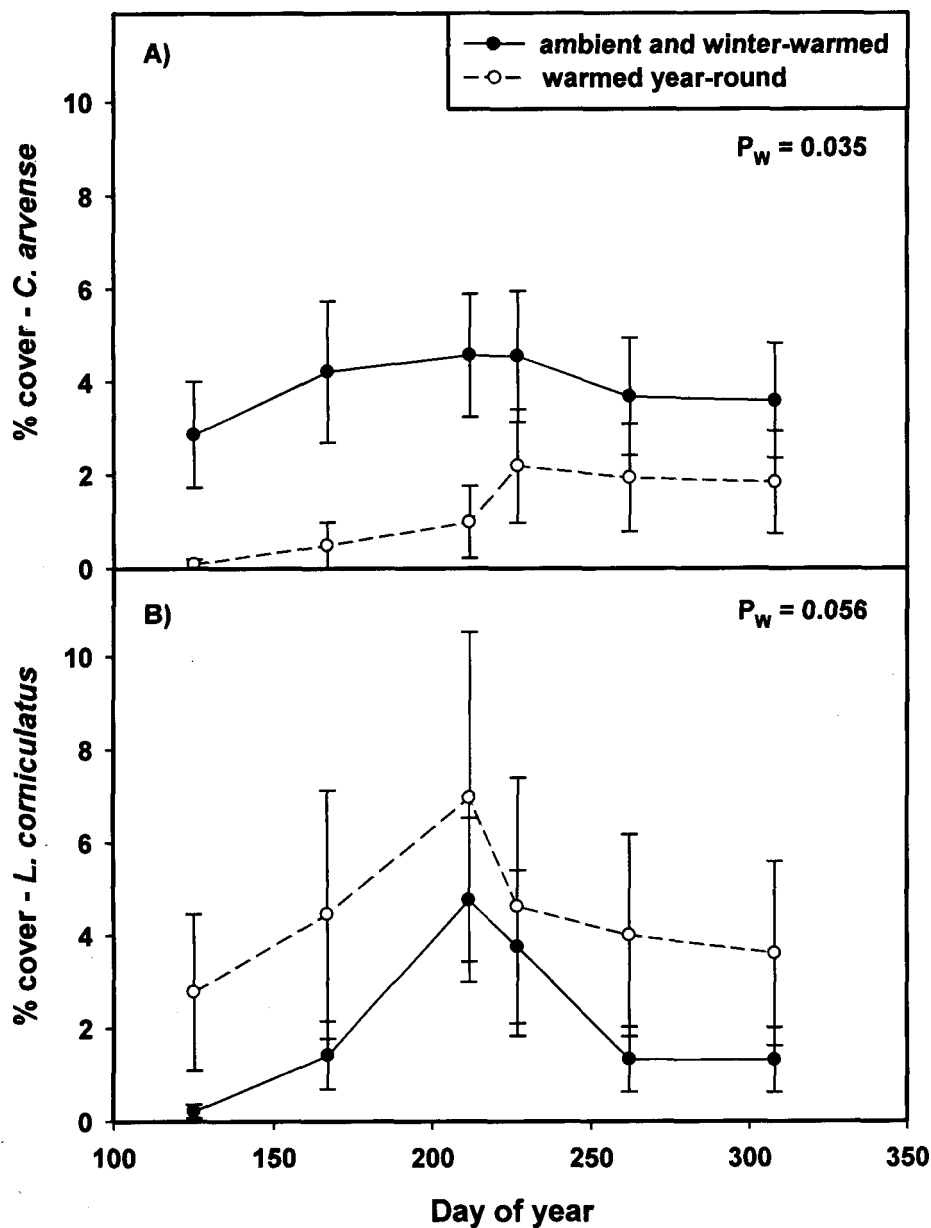 A)
ambient and winter-warmed
warmed year-round
P_W = 0.035
10
8
6
4
2
0
% cover - C. arvense
B)
P_W = 0.056
10
8
6
4
2
0
% cover - L. corniculatus
100 150 200 250 300 350
Day of year